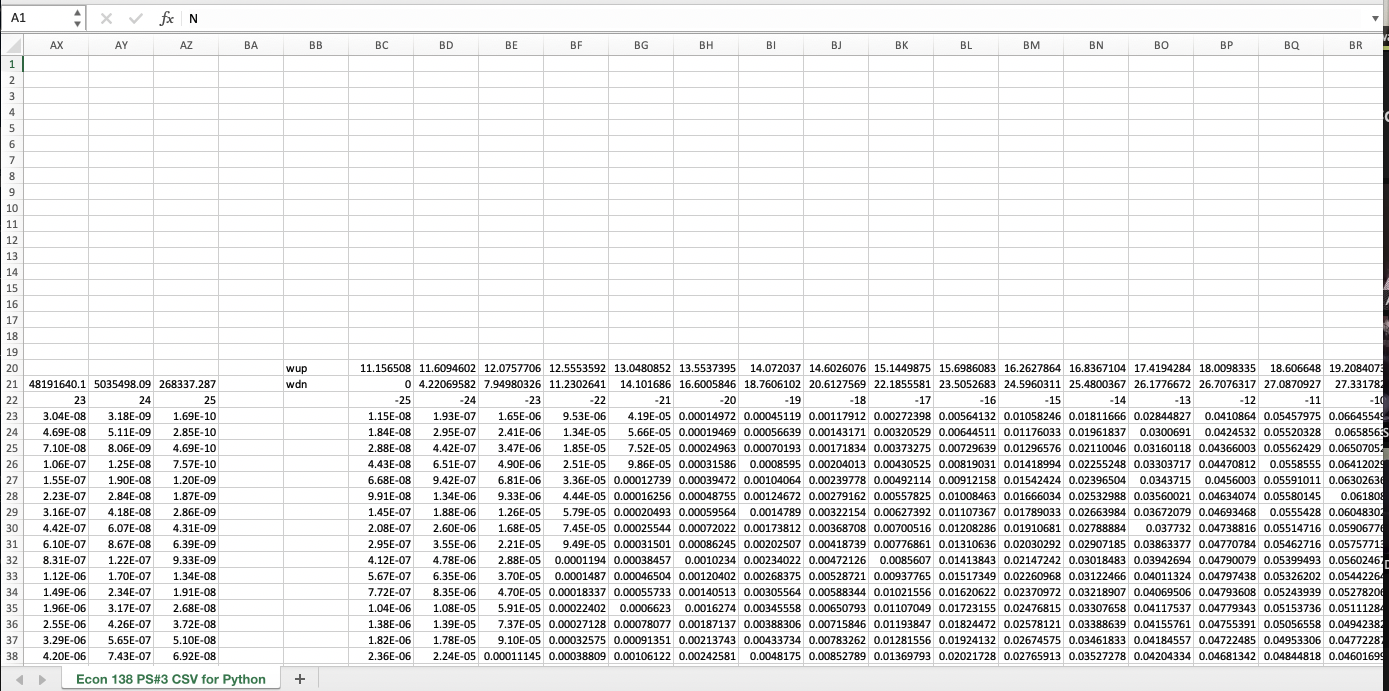 A1 fx N
AX AY AZ BA BB BC BD BE BF BG BH BI BJ BK BL BM BN BO BP BQ BR
1
2
3
4
5
6
7
8
9
10
11
12
13
14
15
16
17
18
19
20 wup 11.156508 11.6094602 12.0757706 12.5553592 13.0480852 13.5537395 14.072037 14.6026076 15.1449875 15.6986083 16.2627864 16.8367104 17.4194284 18.0098335 18.606648 19.2084073
21 48191640.1 5035498.09 268337.287 wdn 0 4.22069582 7.94980326 11.2302641 14.101686 16.6005846 18.7606102 20.6127569 22.1855581 23.5052683 24.5960311 25.4800367 26.1776672 26.7076317 27.0870927 27.331782
22 23 24 25 -25 -24 -23 -22 -21 -20 -19 -18 -17 -16 -15 -14 -13 -12 -11 -10
23 3.04E-08 3.18E-09 1.69E-10 1.15E-08 1.93E-07 1.65E-06 9.53E-06 4.19E-05 0.00014972 0.00045119 0.00117912 0.00272398 0.00564132 0.01058246 0.01811666 0.02844827 0.0410864 0.05457975 0.06645549
24 4.69E-08 5.11E-09 2.85E-10 1.84E-08 2.95E-07 2.41E-06 1.34E-05 5.66E-05 0.00019469 0.00056639 0.00143171 0.00320529 0.00644511 0.01176033 0.01961837 0.0300691 0.0424532 0.05520328 0.0658565
25 7.10E-08 8.06E-09 4.69E-10 2.88E-08 4.42E-07 3.47E-06 1.85E-05 7.52E-05 0.00024963 0.00070193 0.00171834 0.00373275 0.00729639 0.01296576 0.02110046 0.03160118 0.04366003 0.05562429 0.06507052
26 1.06E-07 1.25E-08 7.57E-10 4.43E-08 6.51E-07 4.90E-06 2.51E-05 9.86E-05 0.00031586 0.0008595 0.00204013 0.00430525 0.00819031 0.01418994 0.02255248 0.03303717 0.04470812 0.0558555 0.06412029
27 1.55E-07 1.90E-08 1.20E-09 6.68E-08 9.42E-07 6.81E-06 3.36E-05 0.00012739 0.00039472 0.00104064 0.00239778 0.00492114 0.00912158 0.01542424 0.02396504 0.0343715 0.0456003 0.05591011 0.06302636
28 2.23E-07 2.84E-08 1.87E-09 9.91E-08 1.34E-06 9.33E-06 4.44E-05 0.00016256 0.00048755 0.00124672 0.00279162 0.00557825 0.01008463 0.01666034 0.02532988 0.03560021 0.04634074 0.05580145 0.061808
29 3.16E-07 4.18E-08 2.86E-09 1.45E-07 1.88E-06 1.26E-05 5.79E-05 0.00020493 0.00059564 0.0014789 0.00322154 0.00627392 0.01107367 0.01789033 0.02663984 0.03672079 0.04693468 0.0555428 0.06048302
30 4.42E-07 6.07E-08 4.31E-09 2.08E-07 2.60E-06 1.68E-05 7.45E-05 0.00025544 0.00072022 0.00173812 0.00368708 0.00700516 0.01208286 0.01910681 0.02788884 0.037732 0.04738816 0.05514716 0.05906776
31 6.10E-07 8.67E-08 6.39E-09 2.95E-07 3.55E-06 2.21E-05 9.49E-05 0.00031501 0.00086245 0.00202507 0.00418739 0.00776861 0.01310636 0.02030292 0.02907185 0.03863377 0.04770784 0.05462716 0.05757713
32 8.31E-07 1.22E-07 9.33E-09 4.12E-07 4.78E-06 2.88E-05 0.0001194 0.00038457 0.0010234 0.00234022 0.00472126 0.0085607 0.01413843 0.02147242 0.03018483 0.03942694 0.04790079 0.05399493 0.05602467
33 1.12E-06 1.70E-07 1.34E-08 5.67E-07 6.35E-06 3.70E-05 0.0001487 0.00046504 0.00120402 0.00268375 0.00528721 0.00937765 0.01517349 0.02260968 0.03122466 0.04011324 0.04797438 0.05326202 0.05442264
34 1.49E-06 2.34E-07 1.91E-08 7.72E-07 8.35E-06 4.70E-05 0.00018337 0.00055733 0.00140513 0.00305564 0.00588344 0.01021556 0.01620622 0.02370972 0.03218907 0.04069506 0.04793608 0.05243939 0.05278206
35 1.96E-06 3.17E-07 2.68E-08 1.04E-06 1.08E-05 5.91E-05 0.00022402 0.0006623 0.0016274 0.00345558 0.00650793 0.01107049 0.01723155 0.02476815 0.03307658 0.04117537 0.04779343 0.05153736 0.05111284
36 2.55E-06 4.26E-07 3.72E-08 1.38E-06 1.39E-05 7.37E-05 0.00027128 0.00078077 0.00187137 0.00388306 0.00715846 0.01193847 0.01824472 0.02578121 0.03388639 0.04155761 0.04755391 0.05056558 0.04942382
37 3.29E-06 5.65E-07 5.10E-08 1.82E-06 1.78E-05 9.10E-05 0.00032575 0.00091351 0.00213743 0.00433734 0.00783262 0.01281556 0.01924132 0.02674575 0.03461833 0.04184557 0.04722485 0.04953306 0.04772287
38 4.20E-06 7.43E-07 6.92E-08 2.36E-06 2.24E-05 0.00011145 0.00038809 0.00106122 0.00242581 0.0048175 0.00852789 0.01369793 0.02021728 0.02765913 0.03527278 0.04204334 0.04681342 0.04844818 0.04601699
Econ 138 PS#3 CSV for Python +